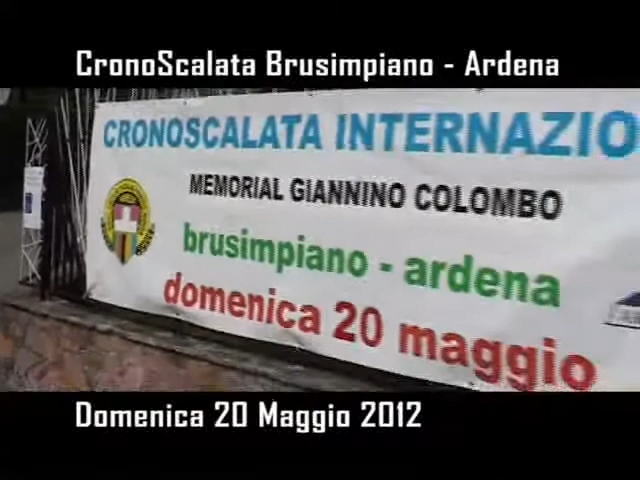 CronoScalata Brusimpiano - Ardena
CRONOSCALATA INTERNAZIO
MEMORIAL GIANNINO COLOMBO
brusimpiano - ardena
domenica 20 maggio
Domenica 20 Maggio 2012